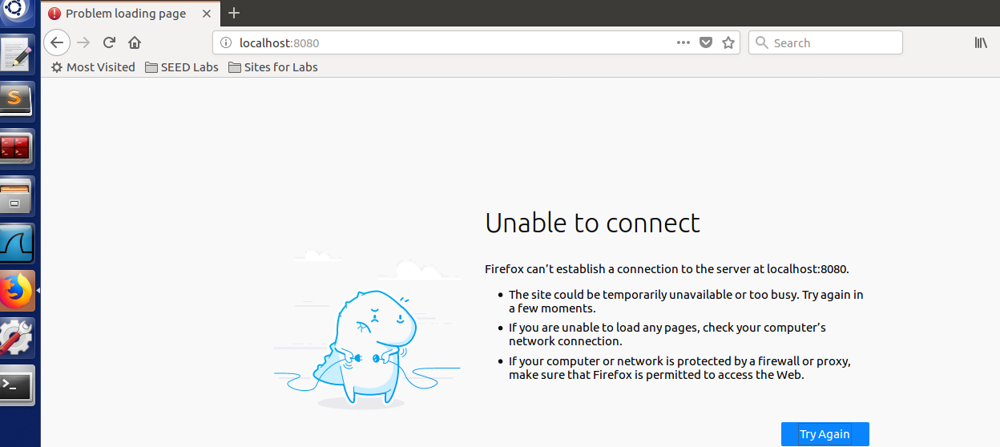 Problem loading page
localhost:8080
Search
Most Visited SEED Labs Sites for Labs
Unable to connect
Firefox can’t establish a connection to the server at localhost:8080.
The site could be temporarily unavailable or too busy. Try again in
a few moments.
If you are unable to load any pages, check your computer’s
network connection.
If your computer or network is protected by a firewall or proxy,
make sure that Firefox is permitted to access the Web.
Try Again